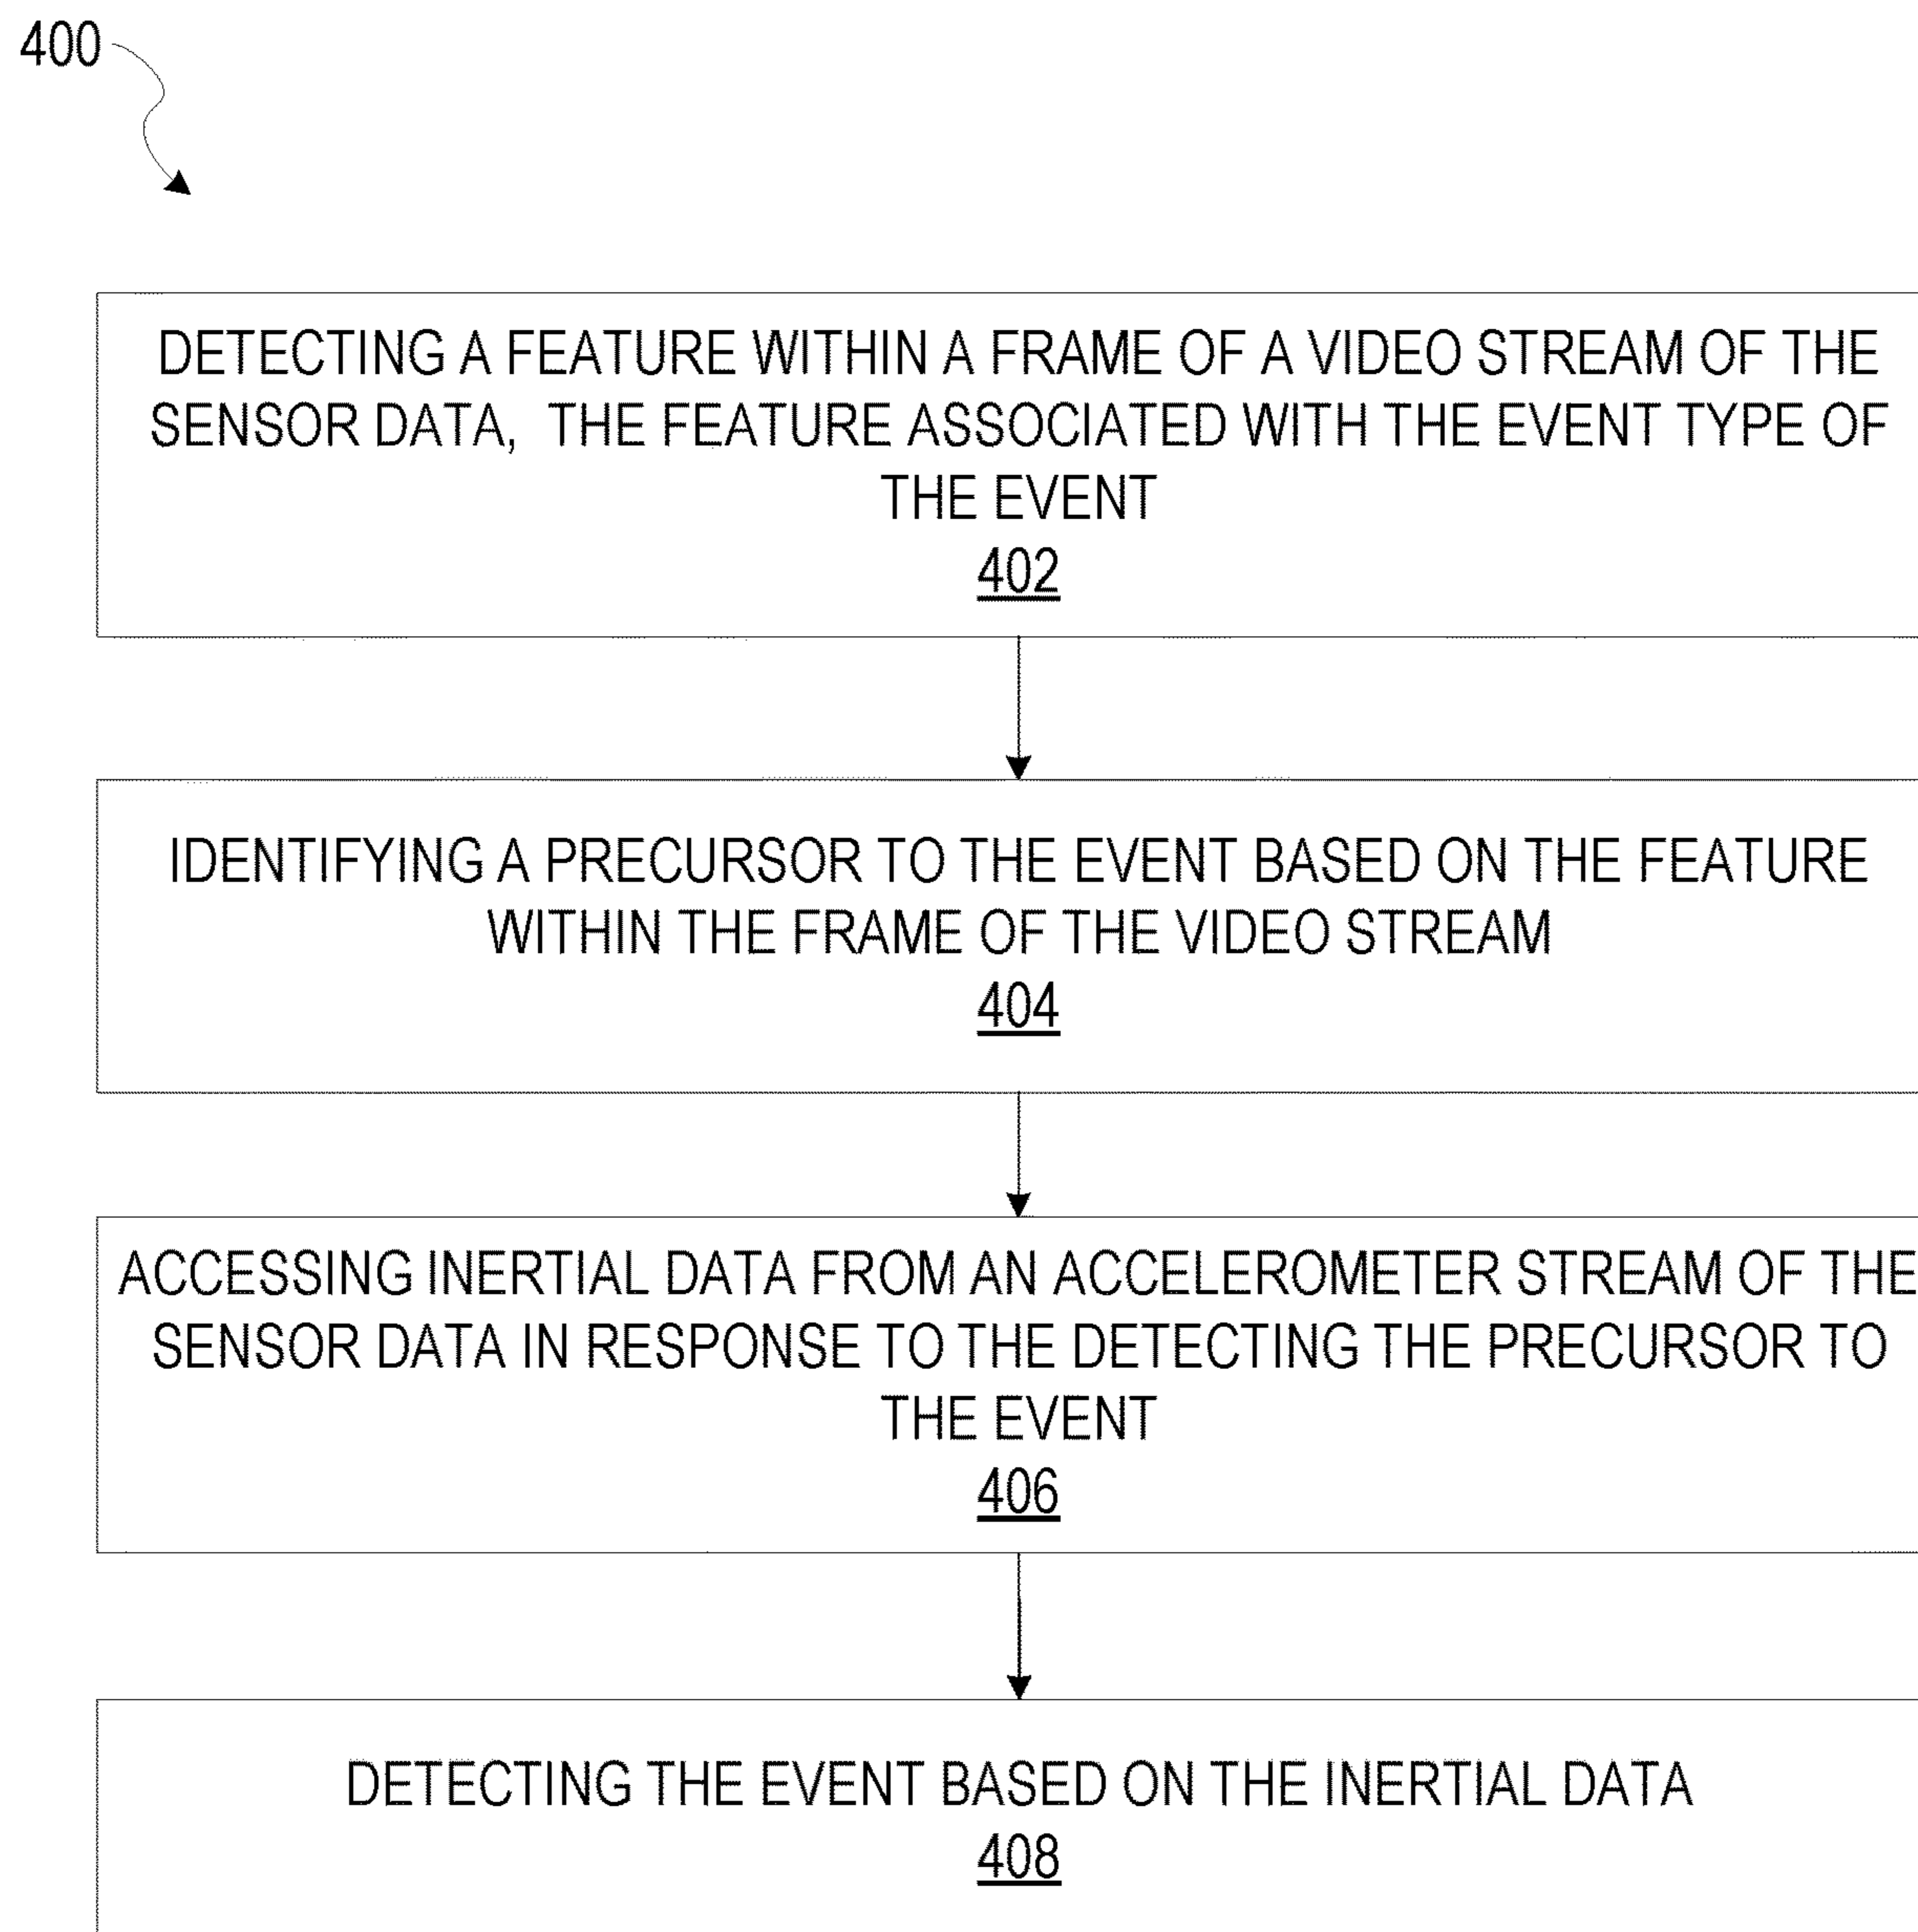 400
DETECTING A FEATURE WITHIN A FRAME OF A VIDEO STREAM OF THE
SENSOR DATA, THE FEATURE ASSOCIATED WITH THE EVENT TYPE OF
THE EVENT
402
IDENTIFYING A PRECURSOR TO THE EVENT BASED ON THE FEATURE
WITHIN THE FRAME OF THE VIDEO STREAM
404
ACCESSING INERTIAL DATA FROM AN ACCELEROMETER STREAM OF THE
SENSOR DATA IN RESPONSE TO THE DETECTING THE PRECURSOR TO
THE EVENT
406
DETECTING THE EVENT BASED ON THE INERTIAL DATA
408